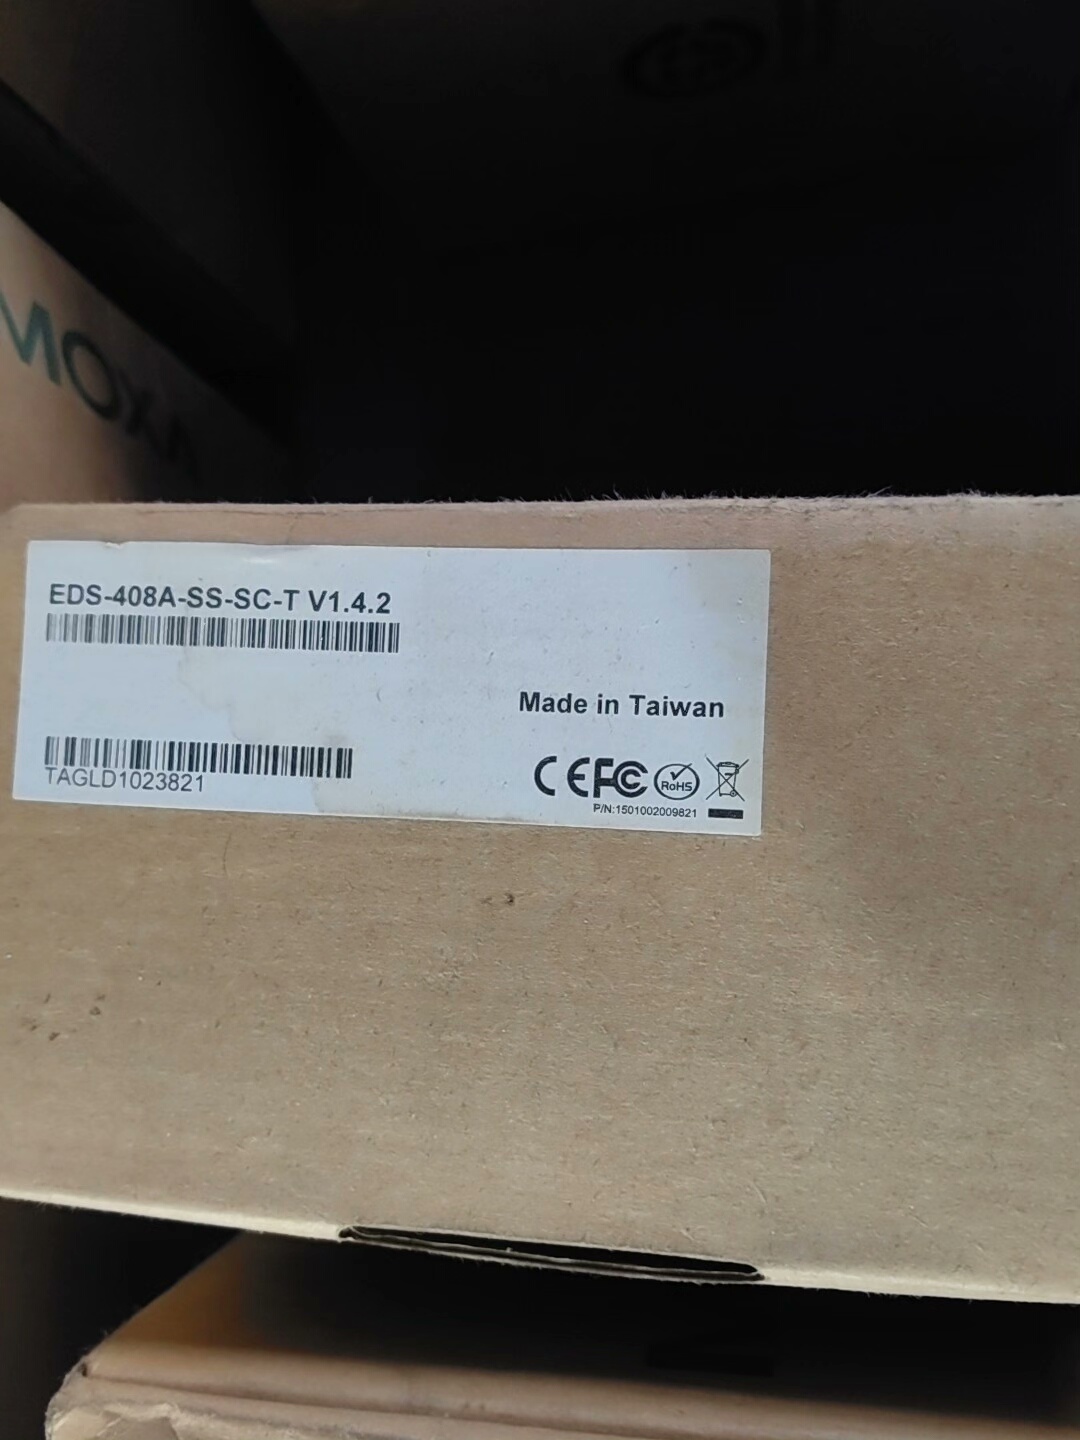 MOXA
EDS-408A-SS-SC-T V1.4.2
Made in Taiwan
TAGLD1023821
CE FC RoHS
P/N:1501002009821